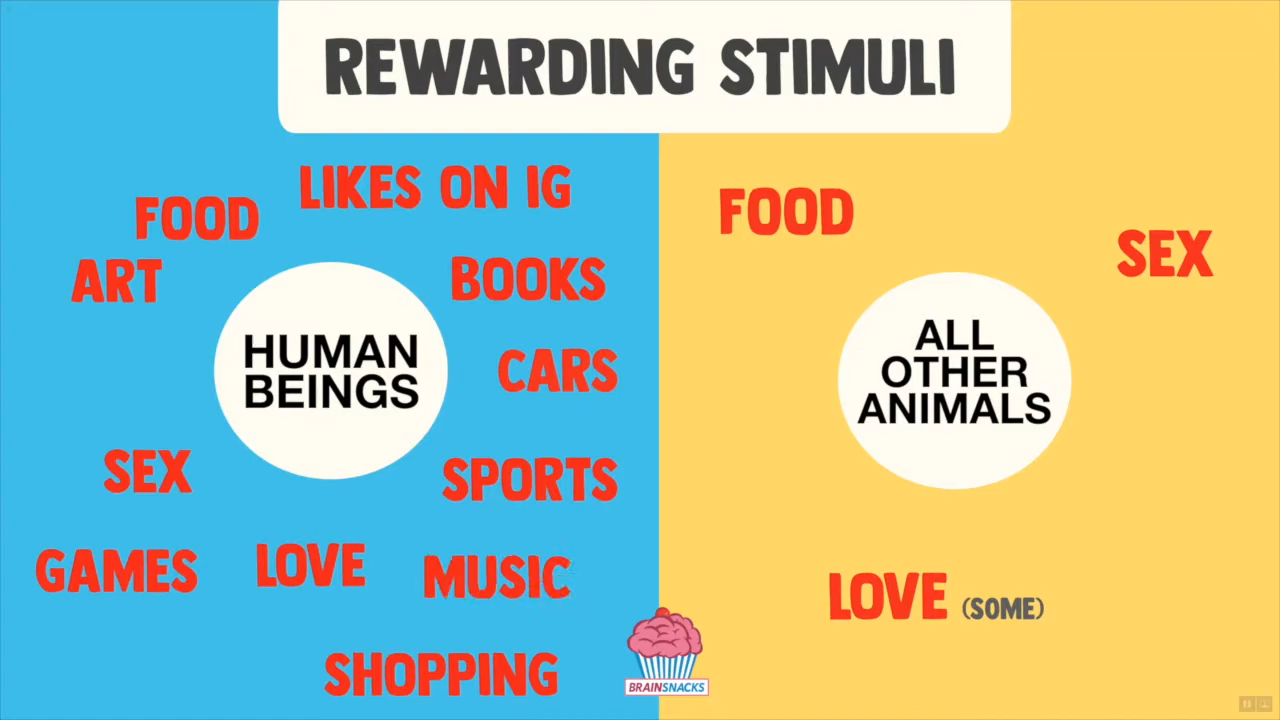 REWARDING STIMULI
LIKES ON IG
FOOD
ART
BOOKS
HUMAN
BEINGS
CARS
SEX
SPORTS
GAMES
LOVE
MUSIC
SHOPPING
FOOD
SEX
ALL
OTHER
ANIMALS
LOVE (SOME)
BRAINSNACKS